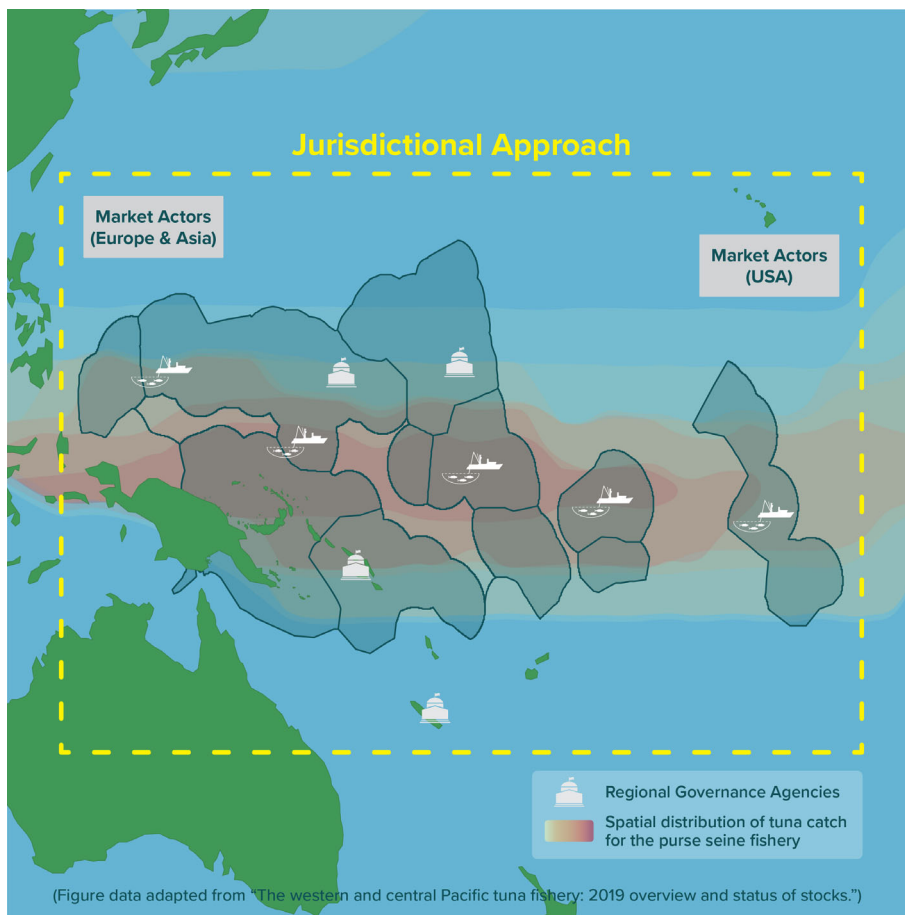 Jurisdictional Approach
Market Actors
(Europe & Asia)
Market Actors
(USA)
Regional Governance Agencies
Spatial distribution of tuna catch
for the purse seine fishery
(Figure data adapted from “The western and central Pacific tuna fishery: 2019 overview and status of stocks.”)